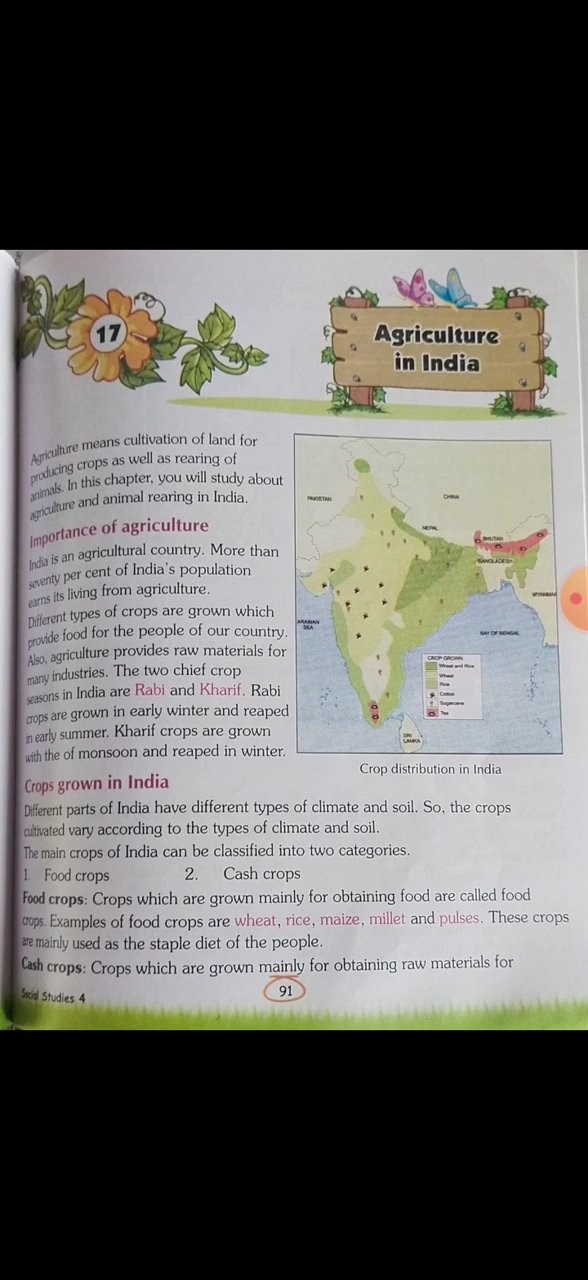 17
Agriculture
in India
Agriculture means cultivation of land for
producing crops as well as rearing of
animals. In this chapter, you will study about
agriculture and animal rearing in India.
Importance of agriculture
India is an agricultural country. More than
seventy per cent of India's population
earns its living from agriculture.
Different types of crops are grown which
provide food for the people of our country.
Also, agriculture provides raw materials for
many industries. The two chief crop
seasons in India are Rabi and Kharif. Rabi
crops are grown in early winter and reaped
in early summer. Kharif crops are grown
with the of monsoon and reaped in winter.
PAKISTAN
CHINA
NEPAL
BHUTAN
BANGLADESH
MYANMAR
ARABIAN
SEA
BAY OF BENGAL
CROP GROWN
Wheat and Rice
Wheat
Rice
Cotton
Sugarcane
Tea
SRI
LANKA
Crop distribution in India
Crops grown in India
Different parts of India have different types of climate and soil. So, the crops
cultivated vary according to the types of climate and soil.
The main crops of India can be classified into two categories.
1. Food crops 2. Cash crops
Food crops: Crops which are grown mainly for obtaining food are called food
crops. Examples of food crops are wheat, rice, maize, millet and pulses. These crops
are mainly used as the staple diet of the people.
Cash crops: Crops which are grown mainly for obtaining raw materials for
Social Studies 4
91